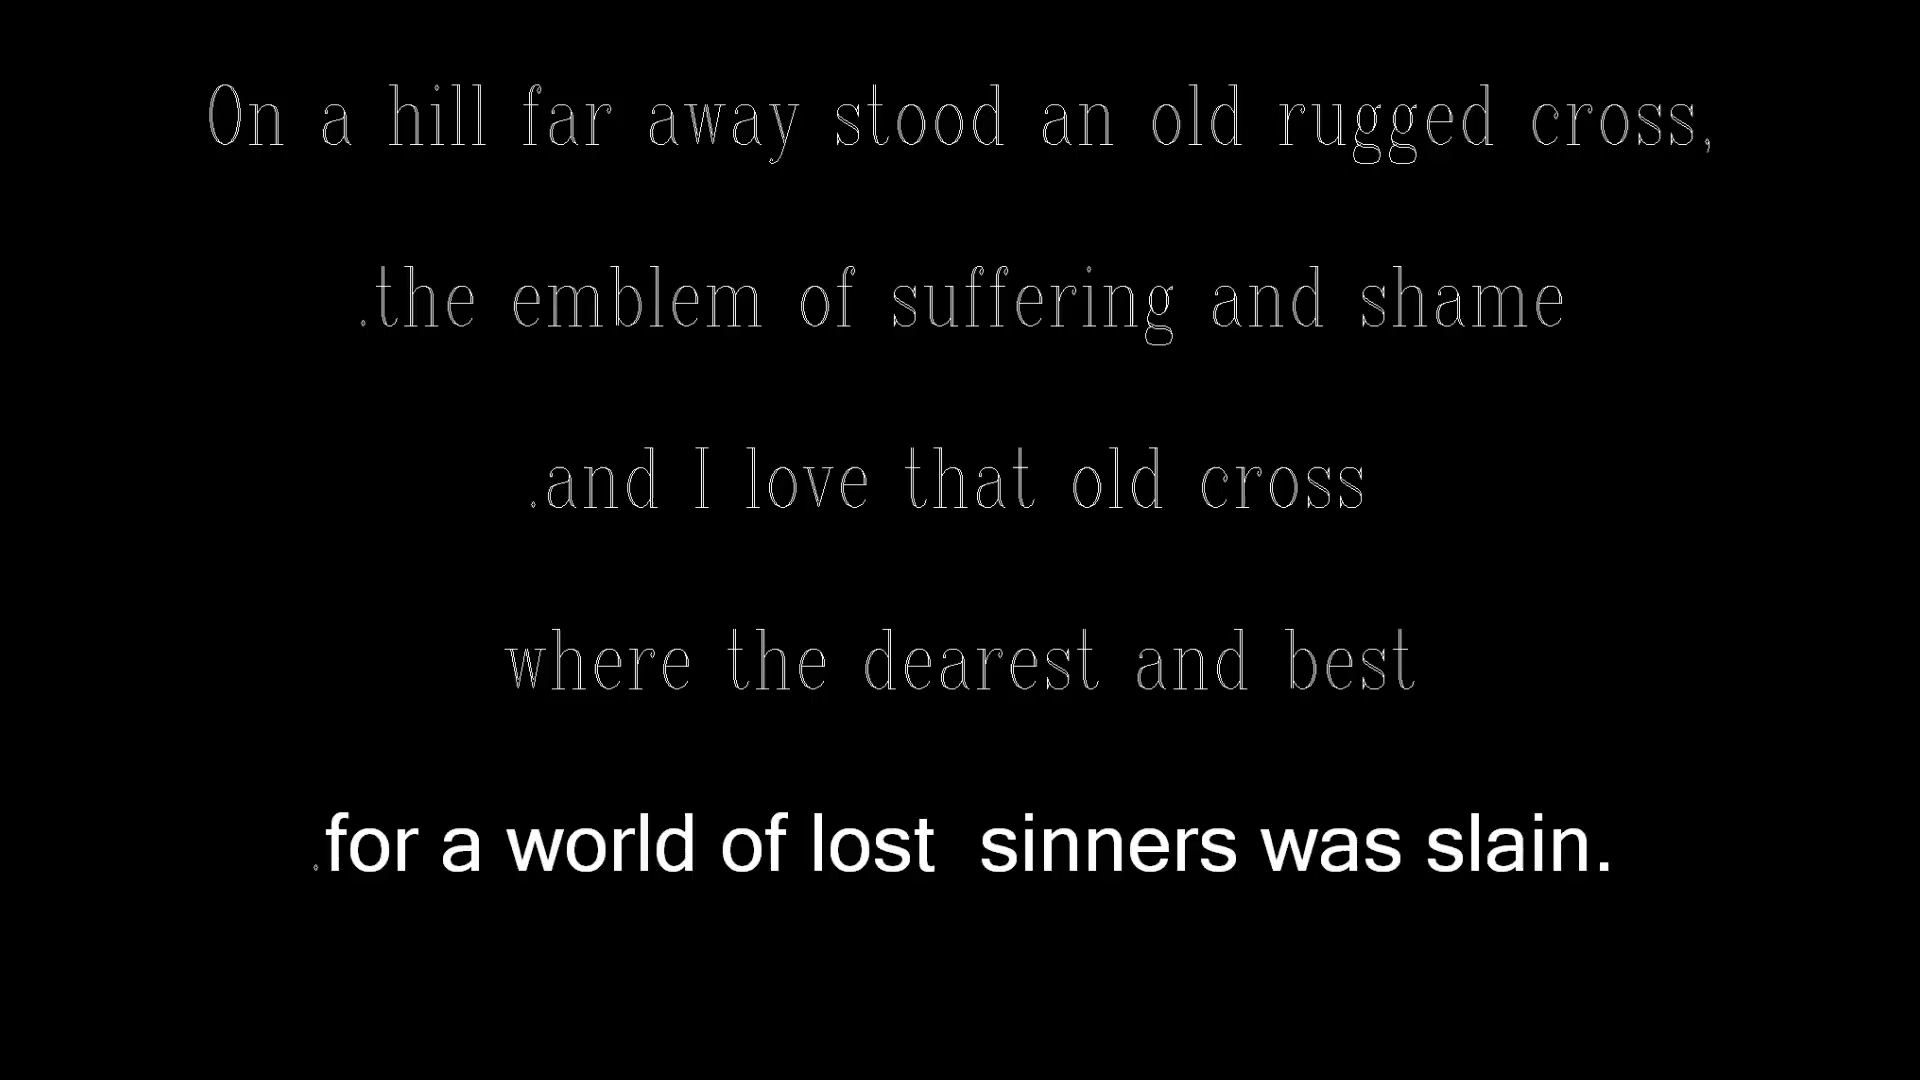 On a hill far away stood an old rugged cross,
.the emblem of suffering and shame
.and I love that old cross
where the dearest and best
.for a world of lost  sinners was slain.